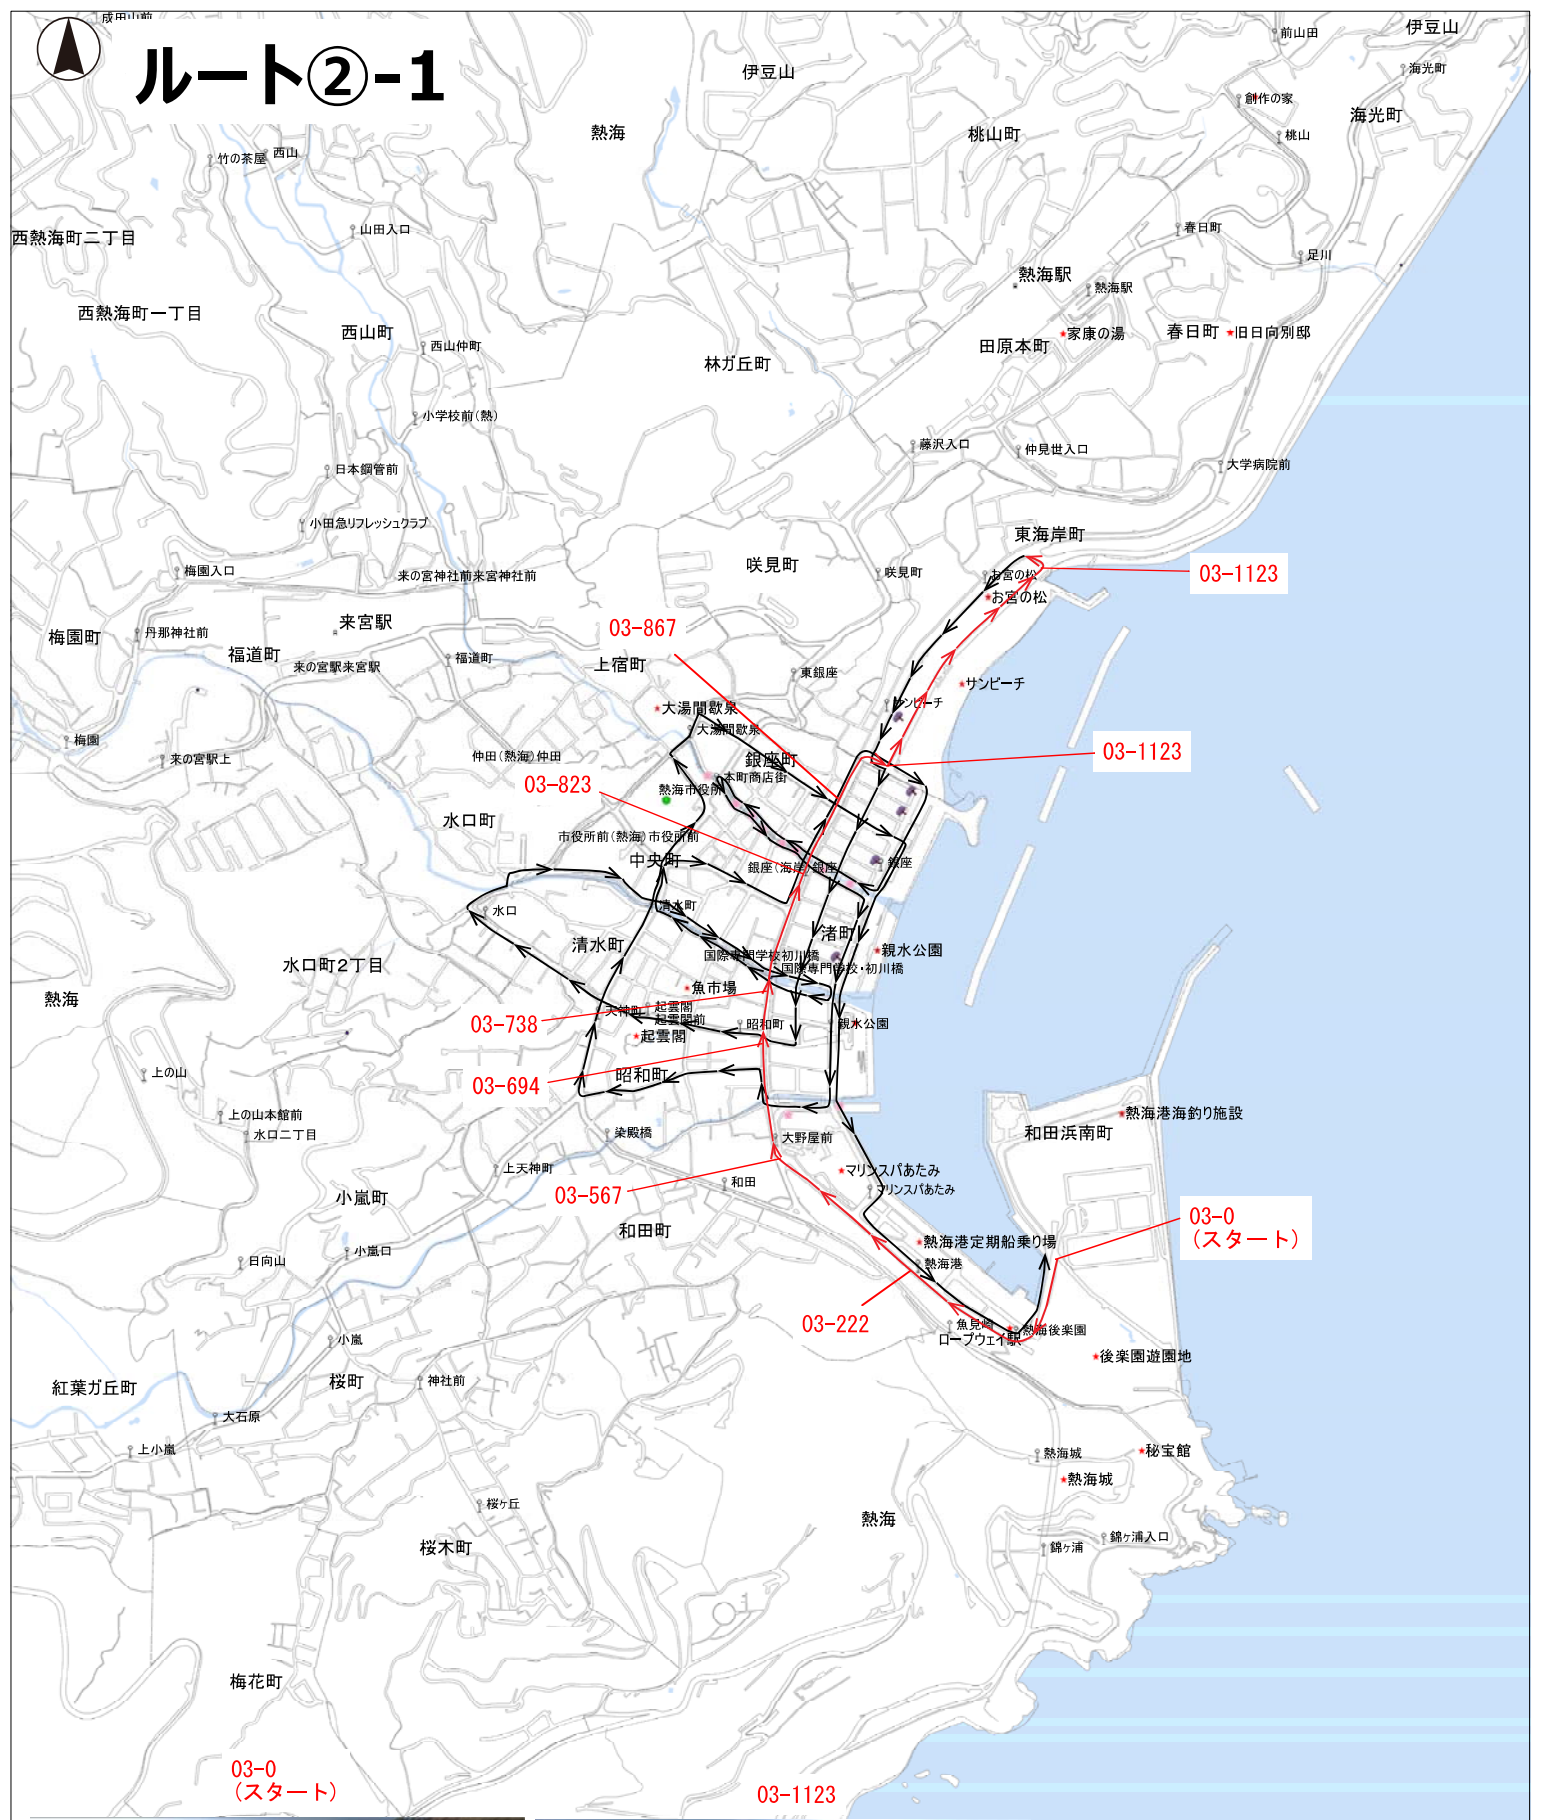 成田山前
ルート②-1
伊豆山
前山田
伊豆山
海光町
創作の家
海光町
熱海
桃山町
桃山
竹の茶屋
西山
山田入口
春日町
西熱海町二丁目
足川
熱海駅
熱海駅
西熱海町一丁目
西山町
家康の湯
春日町
旧日向別邸
田原本町
西山仲町
林ガ丘町
小学校前(熱)
藤沢入口
仲見世入口
大学病院前
日本鋼管前
小田急リフレッシュクラブ
東海岸町
梅園入口
来の宮神社前来宮神社前
咲見町
咲見町
お宮の松
03-1123
お宮の松
来宮駅
03-867
丹那神社前
梅園町
福道町
福道町
来の宮駅来宮駅
上宿町
東銀座
サンビーチ
大湯間歇泉
サンビーチ
大湯間歇泉
梅園
来の宮駅上
仲田(熱海)仲田
銀座町
03-1123
本町商店街
03-823
熱海市役所
水口町
市役所前(熱海)市役所前
中央町
銀座(海岸)銀座
銀座
水口
清水町
清水町
渚町
国際専門学校初川橋
親水公園
水口町2丁目
国際専門学校・初川橋
魚市場
熱海
天神町
起雲閣
起雲閣前
03-738
昭和町
親水公園
起雲閣
上の山
昭和町
03-694
上の山本館前
熱海港海釣り施設
水口二丁目
染殿橋
大野屋前
和田浜南町
上天神町
マリンスパあたみ
和田
マリンスパあたみ
03-567
小嵐町
03-0
(スタート)
和田町
日向山
小嵐口
熱海港定期船乗り場
熱海港
03-222
魚見崎
熱海後楽園
小嵐
ロープウェイ駅
後楽園遊園地
紅葉ガ丘町
桜町
神社前
大石原
上小嵐
熱海城
秘宝館
熱海城
桜ヶ丘
熱海
錦ヶ浦入口
桜木町
錦ヶ浦
梅花町
03-0
(スタート)
03-1123